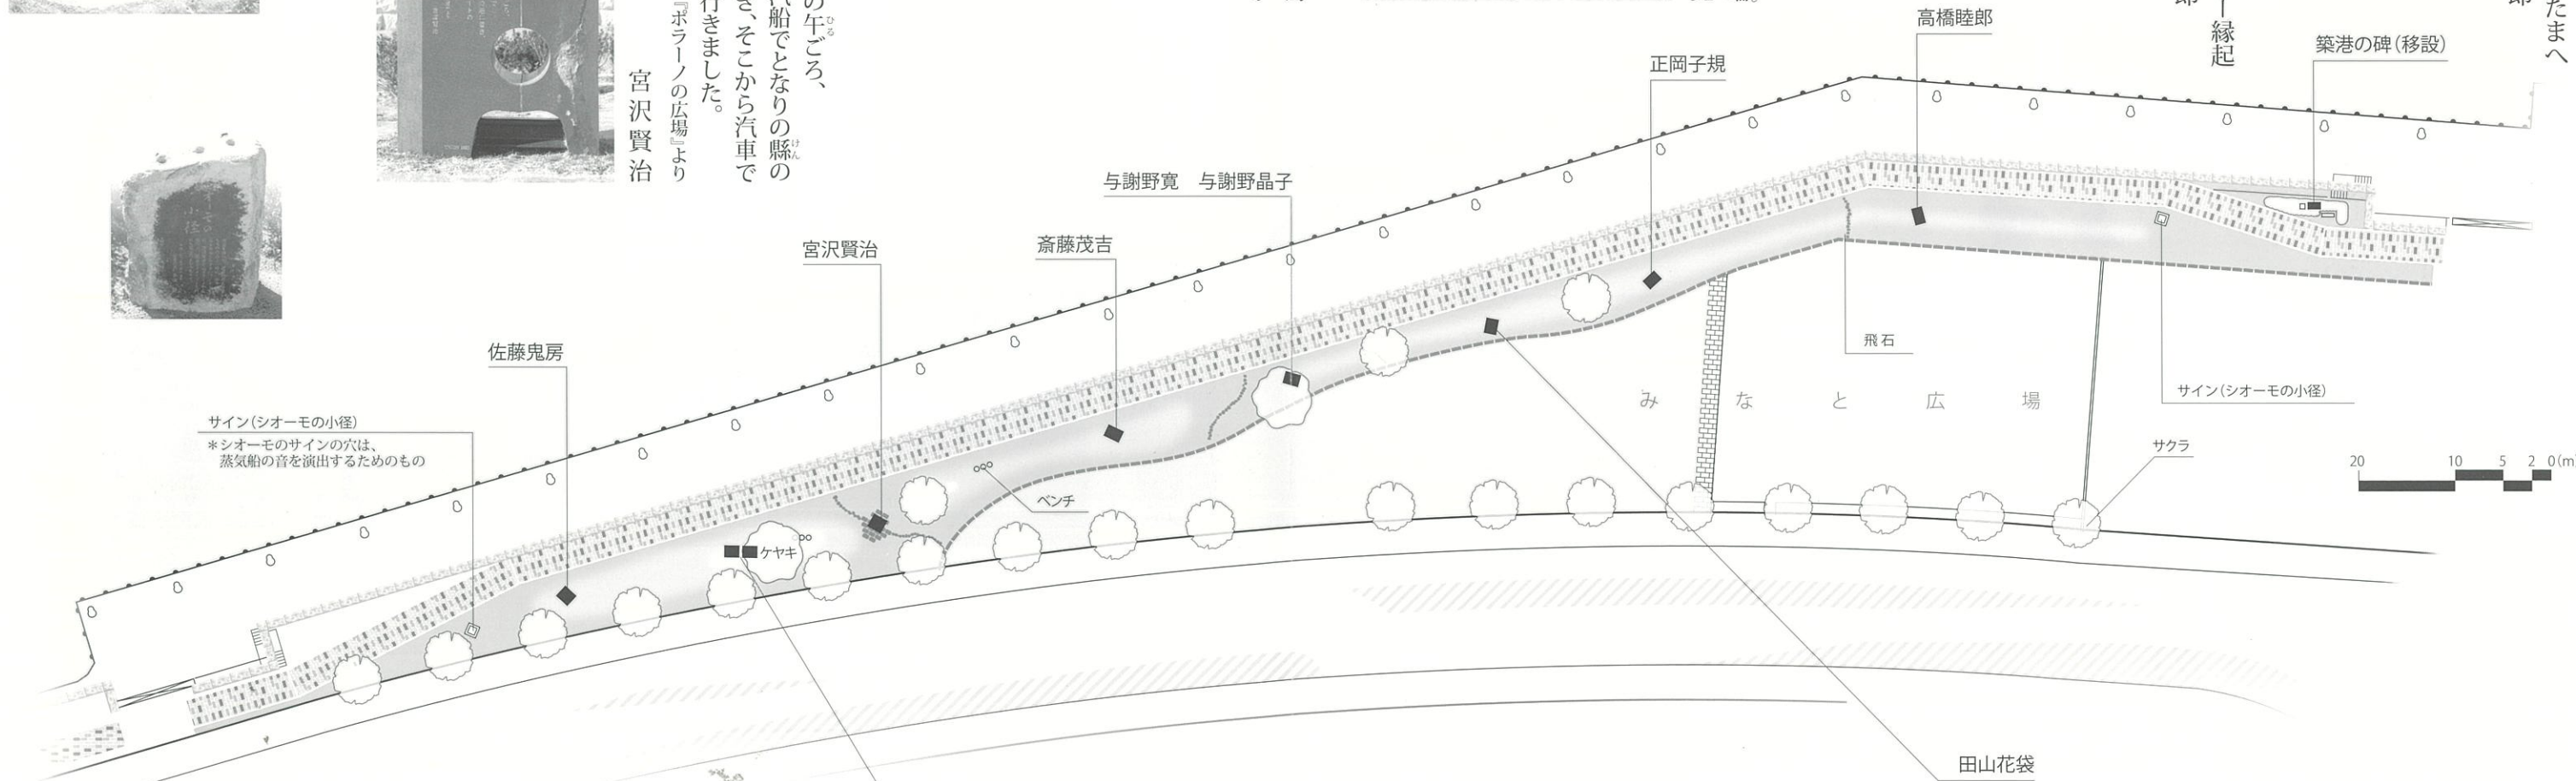 の午ごろ、
船でとなりの縣の
き、そこから汽車で
行きました。
『ポラーノの広場』より
宮沢賢治
たまへ
ー縁起
郎
小径
高橋睦郎
築港の碑(移設)
正岡子規
与謝野寛 与謝野晶子
斎藤茂吉
宮沢賢治
佐藤鬼房
サイン(シオーモの小径)
*シオーモのサインの穴は、
蒸気船の音を演出するためのもの
飛石
みなと広場
サイン(シオーモの小径)
サクラ
20 10 5 2 0(m)
ベンチ
ケヤキ
田山花袋